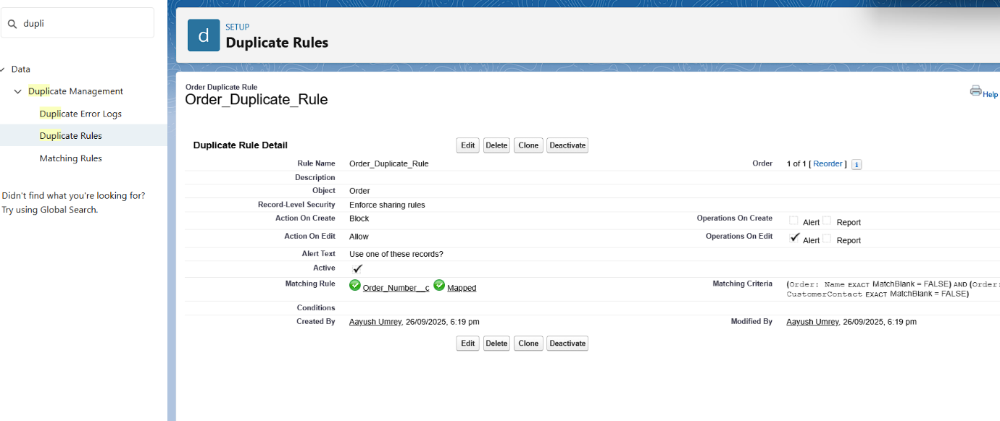 dupli
Data
Duplicate Management
Duplicate Error Logs
Duplicate Rules
Matching Rules
Didn't find what you're looking for?
Try using Global Search.
d
SETUP
Duplicate Rules
Order Duplicate Rule
Order_Duplicate_Rule
Help
Duplicate Rule Detail Edit Delete Clone Deactivate
Rule Name Order_Duplicate_Rule Order 1 of 1 [ Reorder ] i
Description
Object Order
Record-Level Security Enforce sharing rules
Action On Create Block Operations On Create Alert Report
Action On Edit Allow Operations On Edit Alert Report
Alert Text Use one of these records?
Active
Matching Rule Order_Number__c Mapped Matching Criteria (Order: Name EXACT MatchBlank = FALSE) AND (Order:
CustomerContact EXACT MatchBlank = FALSE)
Conditions
Created By Aayush Umrey, 26/09/2025, 6:19 pm Modified By Aayush Umrey, 26/09/2025, 6:19 pm
Edit Delete Clone Deactivate